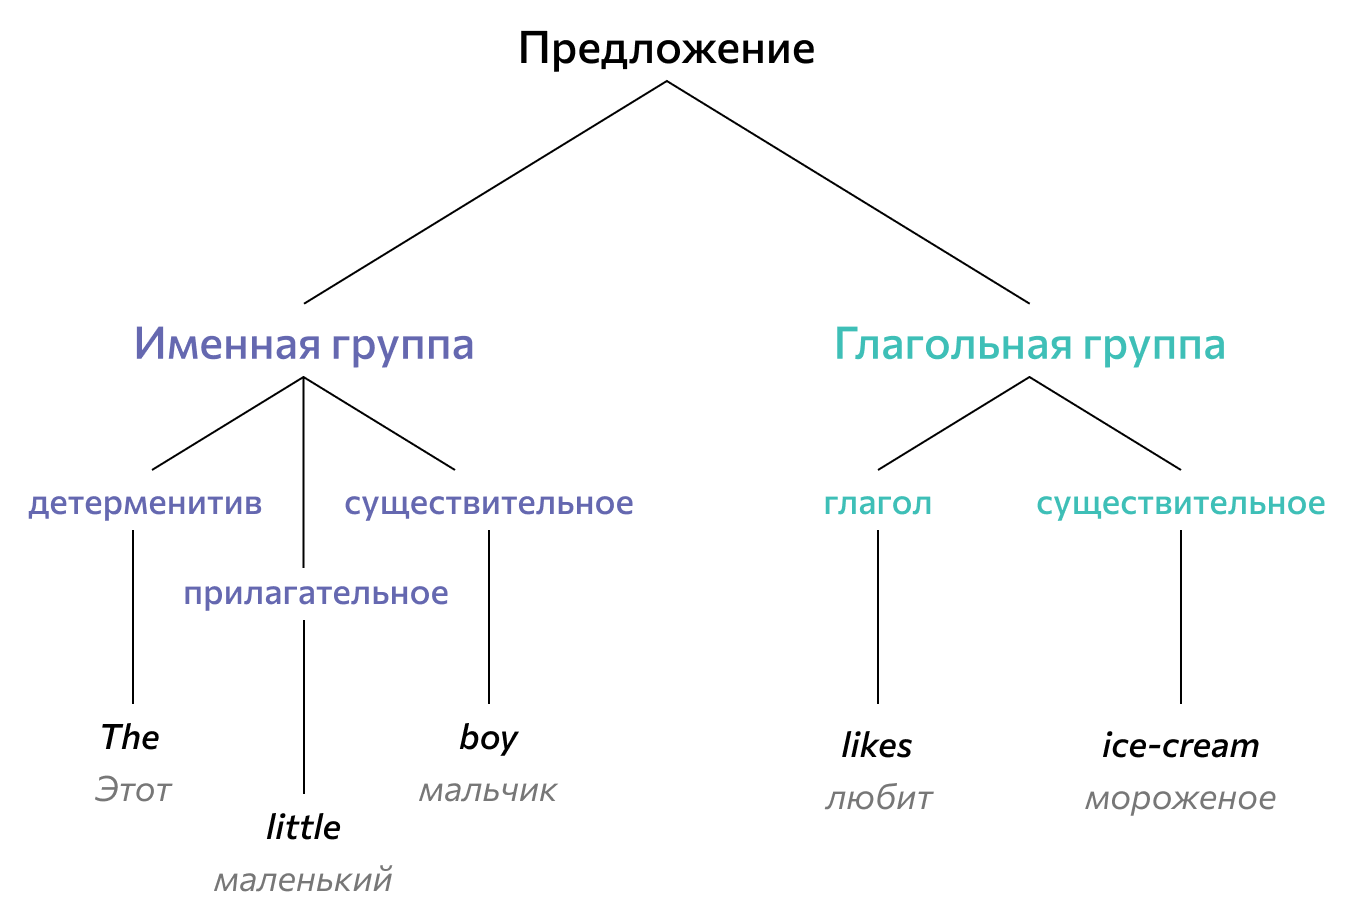 Предложение
Именная группа
Глагольная группа
детерменитив
существительное
глагол
существительное
прилагательное
The
boy
likes
ice-cream
Этот
мальчик
любит
мороженое
little
маленький